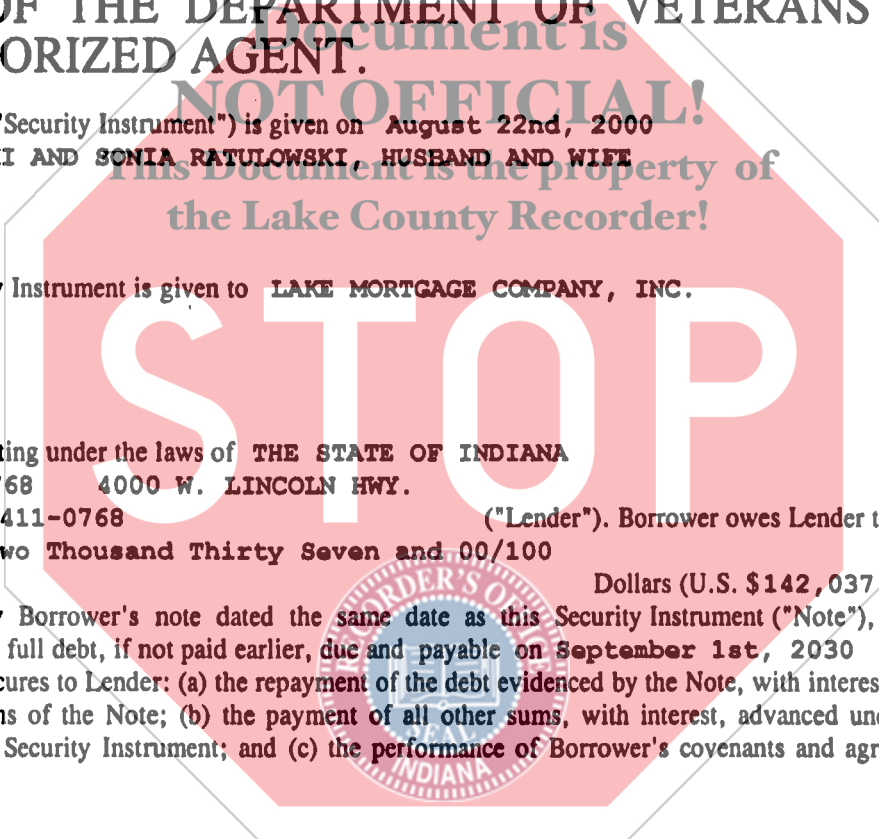 OF THE DEPARTMENT OF VETERANS
ORIZED AGENT.
Document is
NOT OFFICIAL!
"Security Instrument") is given on August 22nd, 2000
I AND SONIA RATULOWSKI, HUSBAND AND WIFE
This Document is the property of
the Lake County Recorder!
Instrument is given to LAKE MORTGAGE COMPANY, INC.
STOP
ting under the laws of THE STATE OF INDIANA
68 4000 W. LINCOLN HWY.
411-0768 ("Lender"). Borrower owes Lender t
wo Thousand Thirty Seven and 00/100
Dollars (U.S. $142,037
Borrower's note dated the same date as this Security Instrument ("Note"),
full debt, if not paid earlier, due and payable on September 1st, 2030
cures to Lender: (a) the repayment of the debt evidenced by the Note, with interes
ns of the Note; (b) the payment of all other sums, with interest, advanced un
Security Instrument; and (c) the performance of Borrower's covenants and agr
RECORDER'S OFFICE
SEAL
INDIANA